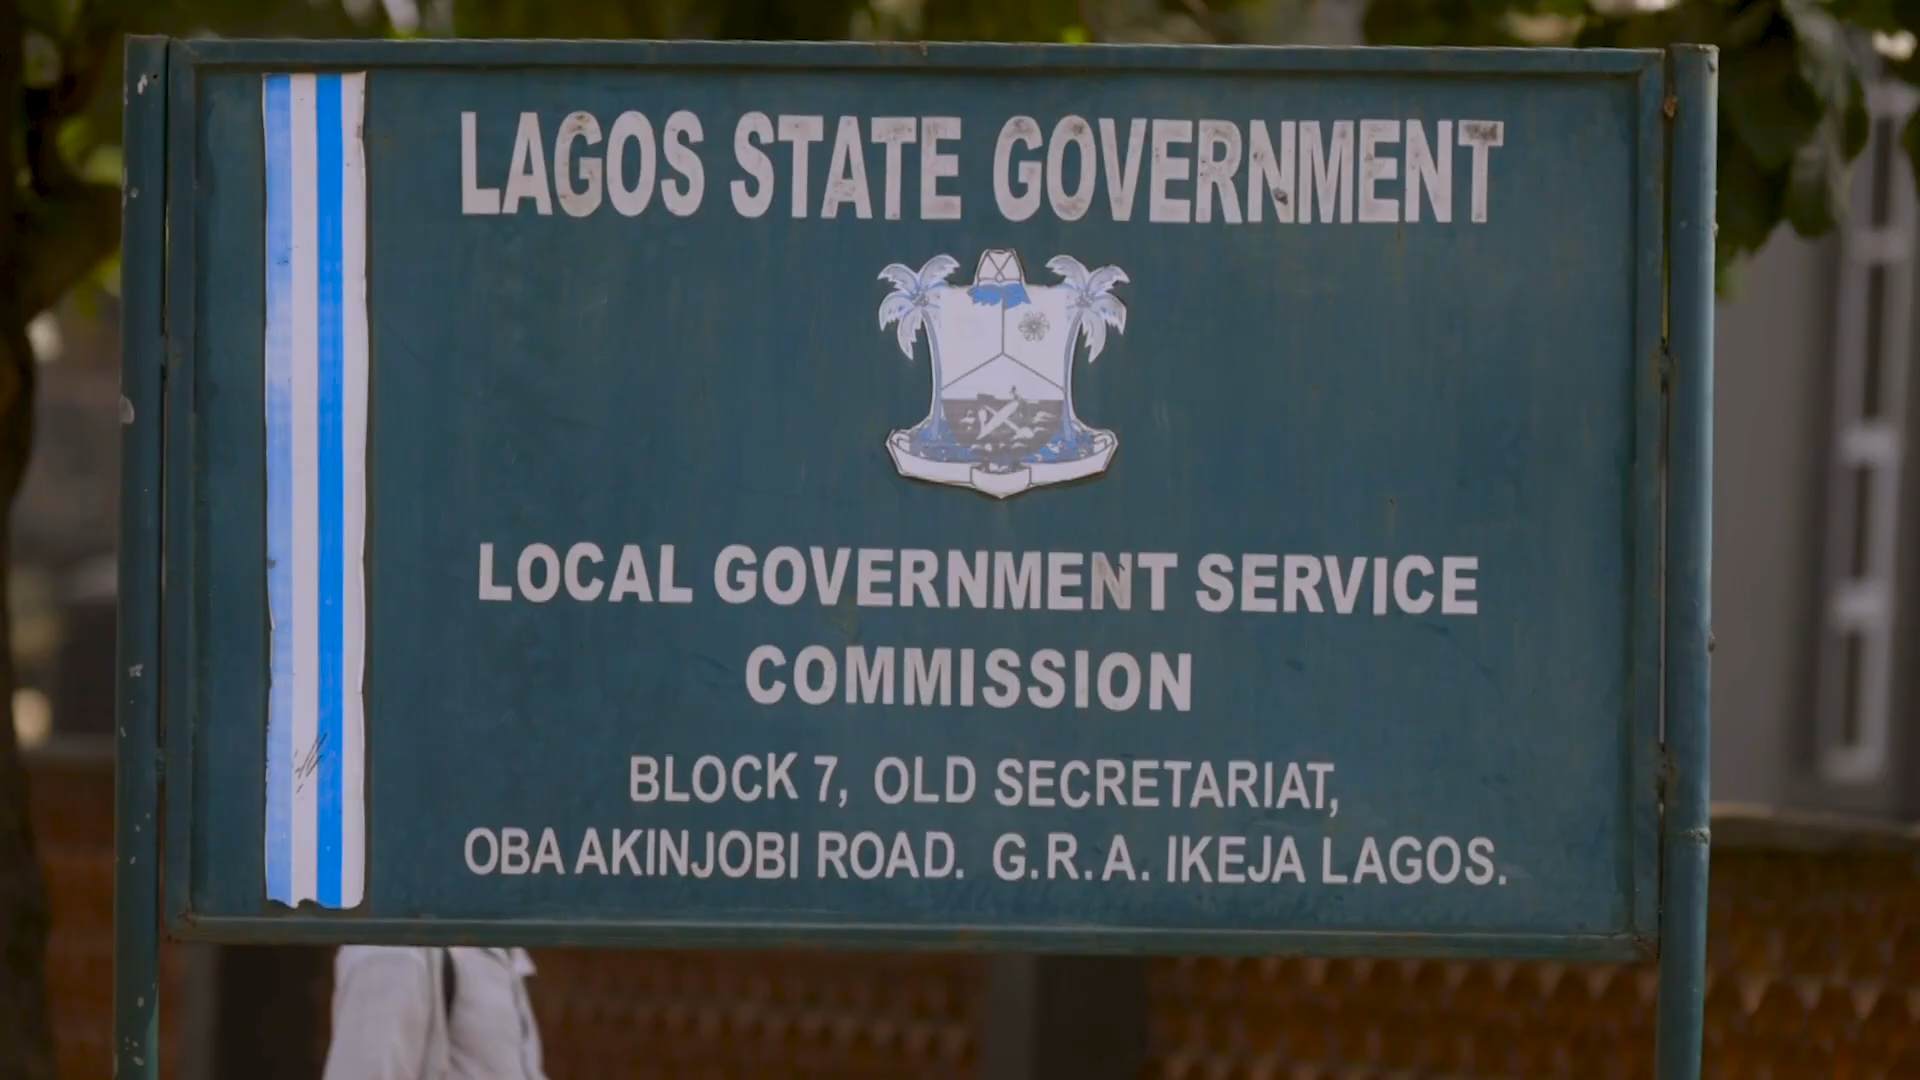 LAGOS STATE GOVERNMENT
LOCAL GOVERNMENT SERVICE
COMMISSION
BLOCK 7, OLD SECRETARIAT,
OBA AKINJOBI ROAD. G.R.A. IKEJA LAGOS.